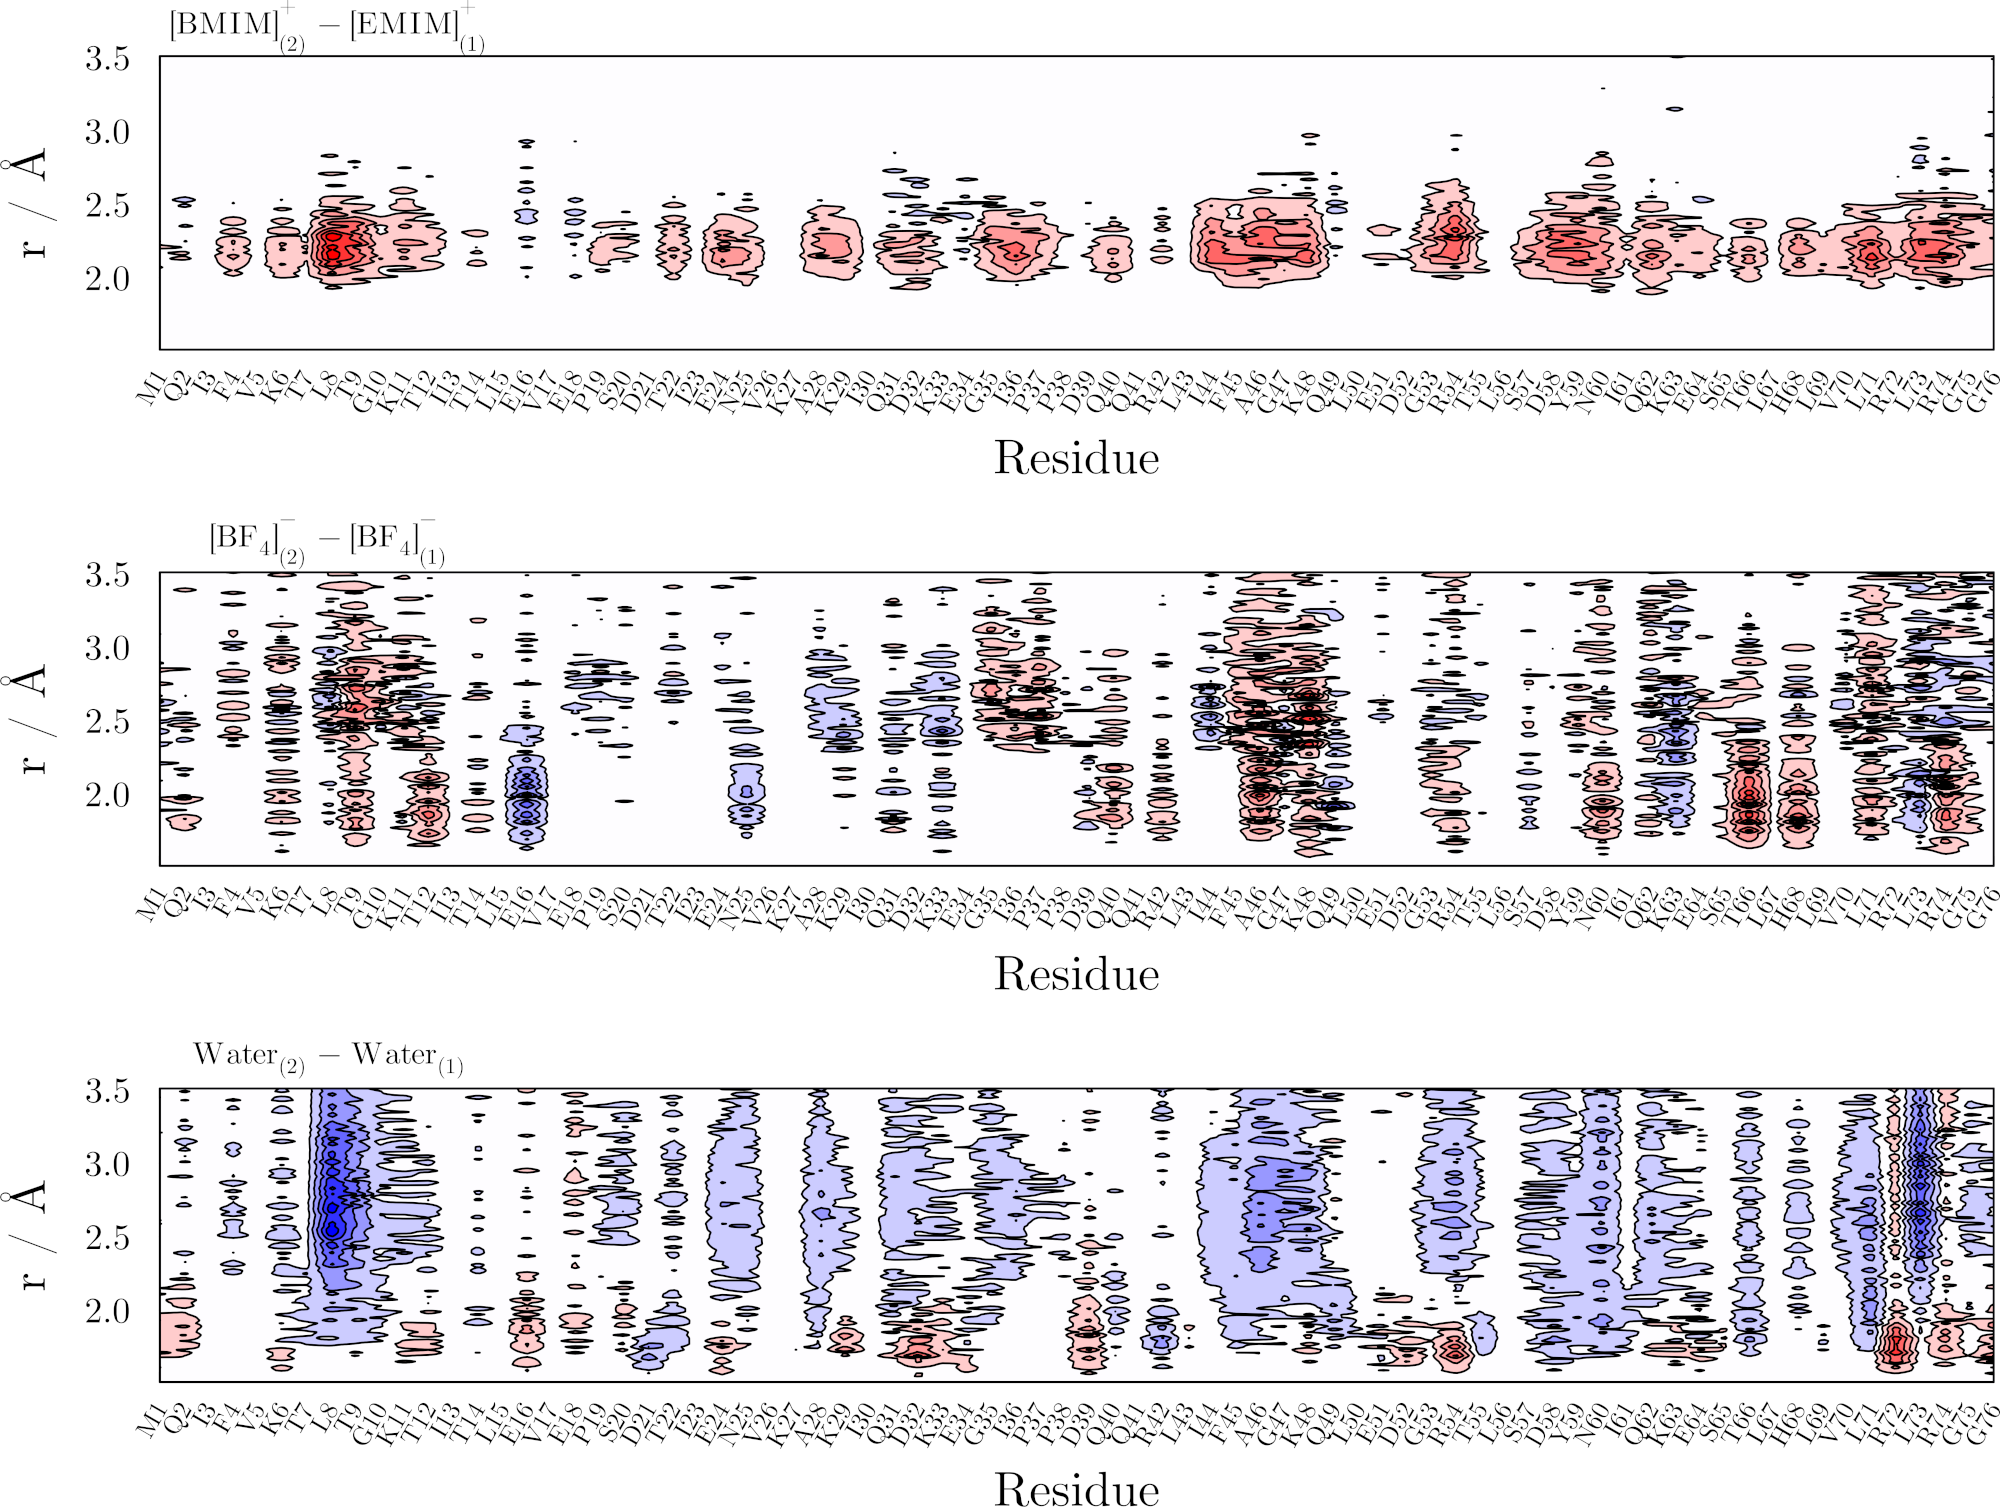 [BMIM]⁺₍₂₎ − [EMIM]⁺₍₁₎
3.5
3.0
2.5
2.0
r / Å
M1 Q2 I3 F4 V5 K6 T7 L8 T9 G10 K11 T12 I13 T14 L15 E16 V17 E18 P19 S20 D21 T22 I23 E24 N25 V26 K27 A28 K29 I30 Q31 D32 K33 E34 G35 I36 P37 P38 D39 Q40 Q41 R42 L43 I44 F45 A46 G47 K48 Q49 L50 E51 D52 G53 R54 T55 L56 S57 D58 Y59 N60 I61 Q62 K63 E64 S65 T66 L67 H68 L69 V70 L71 R72 L73 R74 G75 G76
Residue
[BF₄]⁻₍₂₎ − [BF₄]⁻₍₁₎
3.5
3.0
2.5
2.0
r / Å
M1 Q2 I3 F4 V5 K6 T7 L8 T9 G10 K11 T12 I13 T14 L15 E16 V17 E18 P19 S20 D21 T22 I23 E24 N25 V26 K27 A28 K29 I30 Q31 D32 K33 E34 G35 I36 P37 P38 D39 Q40 Q41 R42 L43 I44 F45 A46 G47 K48 Q49 L50 E51 D52 G53 R54 T55 L56 S57 D58 Y59 N60 I61 Q62 K63 E64 S65 T66 L67 H68 L69 V70 L71 R72 L73 R74 G75 G76
Residue
Water₍₂₎ − Water₍₁₎
3.5
3.0
2.5
2.0
r / Å
M1 Q2 I3 F4 V5 K6 T7 L8 T9 G10 K11 T12 I13 T14 L15 E16 V17 E18 P19 S20 D21 T22 I23 E24 N25 V26 K27 A28 K29 I30 Q31 D32 K33 E34 G35 I36 P37 P38 D39 Q40 Q41 R42 L43 I44 F45 A46 G47 K48 Q49 L50 E51 D52 G53 R54 T55 L56 S57 D58 Y59 N60 I61 Q62 K63 E64 S65 T66 L67 H68 L69 V70 L71 R72 L73 R74 G75 G76
Residue